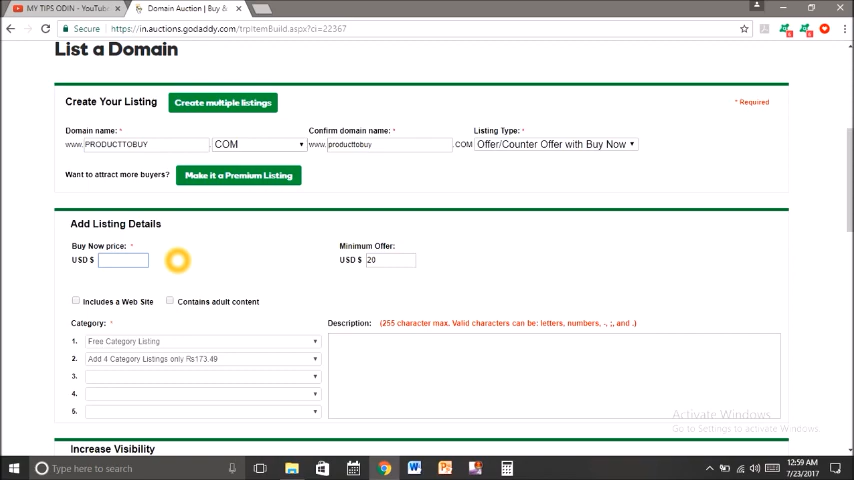 MY TIPS ODIN - YouTube
Domain Auction | Buy &
Secure https://in.auctions.godaddy.com/trpItemBuild.aspx?ci=22367
List a Domain
Create Your Listing Create multiple listings * Required
Domain name: * Confirm domain name: * Listing Type: *
www. PRODUCTTOBUY . COM www. producttobuy .COM Offer/Counter Offer with Buy Now
Want to attract more buyers? Make it a Premium Listing
Add Listing Details
Buy Now price: * Minimum Offer:
USD $ USD $ 20
Includes a Web Site Contains adult content
Category: * Description: (255 character max, Valid characters can be: letters, numbers, -, ;, and .)
1. Free Category Listing
2. Add 4 Category Listings only Rs173.49
3.
4.
5.
Activate Windows
Go to Settings to activate Windows.
Increase Visibility
Type here to search
12:59 AM
7/23/2017